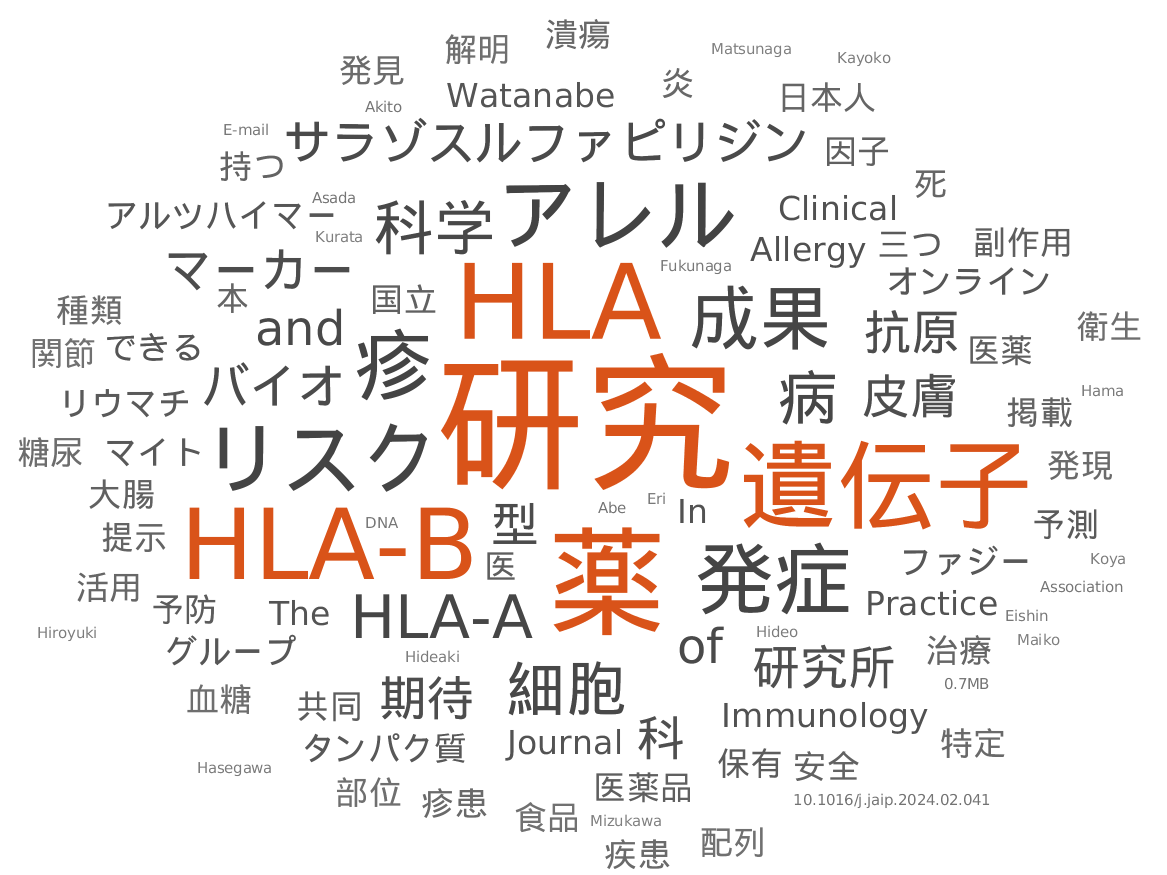 潰瘍
解明
Matsunaga
Kayoko
発見
炎
Watanabe
日本人
Akito
E-mail
サラゾスルファピリジン
因子
持つ
死
Asada
アルツハイマー
科学
アレル
Clinical
Kurata
Allergy
三つ
副作用
マーカー
Fukunaga
オンライン
本
国立
HLA
成果
種類
and
抗原
衛生
関節
できる
疹
医薬
バイオ
研究
病
皮膚
リウマチ
Hama
掲載
糖尿
マイト
リスク
遺伝子
発現
大腸
Eri
Abe
In
DNA
型
予測
提示
HLA-B
医
薬
発症
ファジー
Koya
活用
Association
予防
The
HLA-A
Practice
Eishin
Hiroyuki
of
Hideo
Maiko
グループ
Hideaki
研究所
治療
0.7MB
血糖
共同
期待
細胞
Immunology
タンパク質
Journal
科
特定
Hasegawa
保有
安全
部位
疹患
医薬品
10.1016/j.jaip.2024.02.041
食品
Mizukawa
疾患
配列